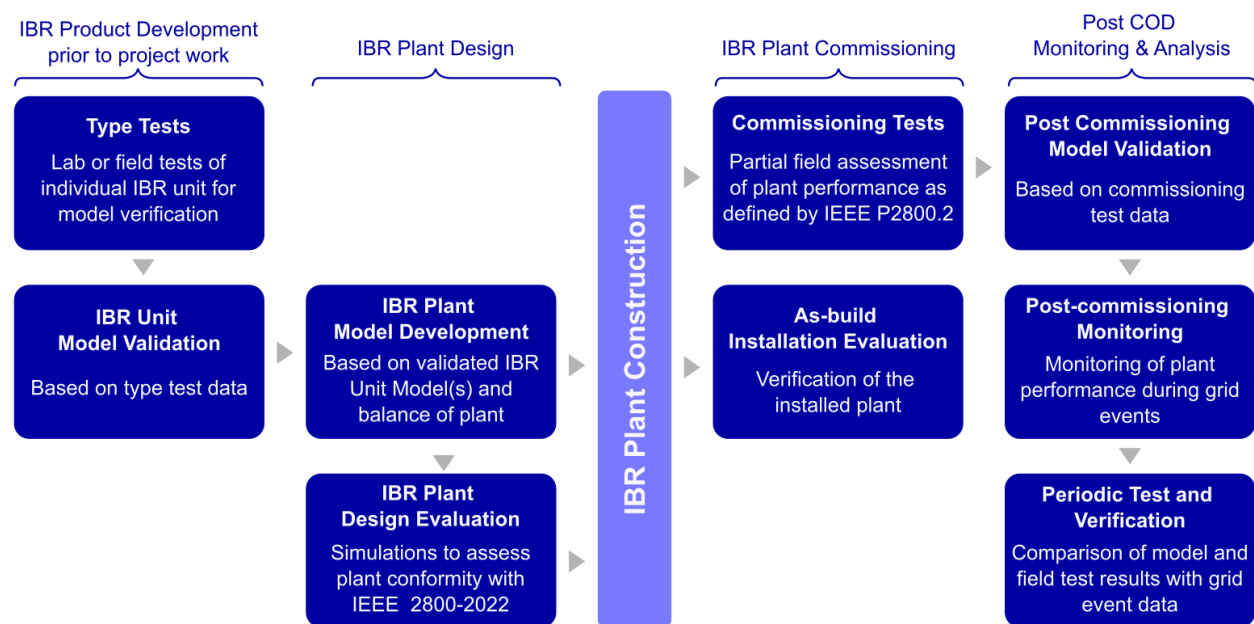 IBR Product Development
prior to project work
IBR Plant Design
IBR Plant Commissioning
Post COD
Monitoring & Analysis
Type Tests
Lab or field tests of
individual IBR unit for
model verification
IBR Unit
Model Validation
Based on type test data
IBR Plant
Model Development
Based on validated IBR
Unit Model(s) and
balance of plant
IBR Plant
Design Evaluation
Simulations to assess
plant conformity with
IEEE 2800-2022
IBR Plant Construction
Commissioning Tests
Partial field assessment
of plant performance as
defined by IEEE P2800.2
As-build
Installation Evaluation
Verification of the
installed plant
Post Commissioning
Model Validation
Based on commissioning
test data
Post-commissioning
Monitoring
Monitoring of plant
performance during grid
events
Periodic Test and
Verification
Comparison of model and
field test results with grid
event data